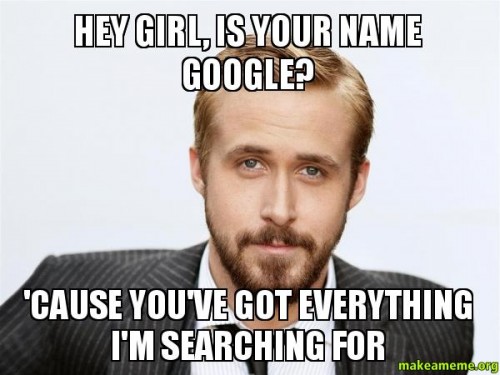 HEY GIRL, IS YOUR NAME
GOOGLE?
'CAUSE YOU'VE GOT EVERYTHING
I'M SEARCHING FOR
makeameme.org